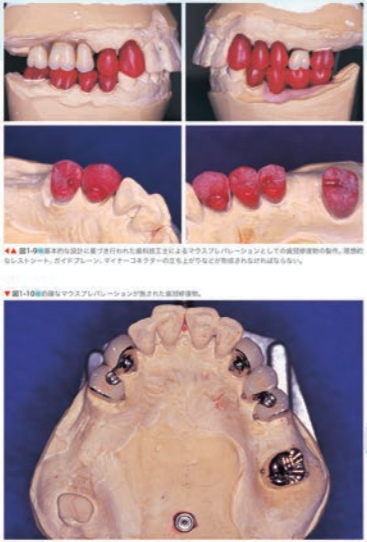 ◀▲ 図1-9 基本的な設計に基づき行われた歯科技工士によるマウスプレパレーションとしての歯冠修復物の製作。理想的
なレストシート、ガイドプレーン、マイナーコネクターの立ち上がりなどが形成されなければならない。
▼ 図1-10 的確なマウスプレパレーションが施された歯冠修復物。